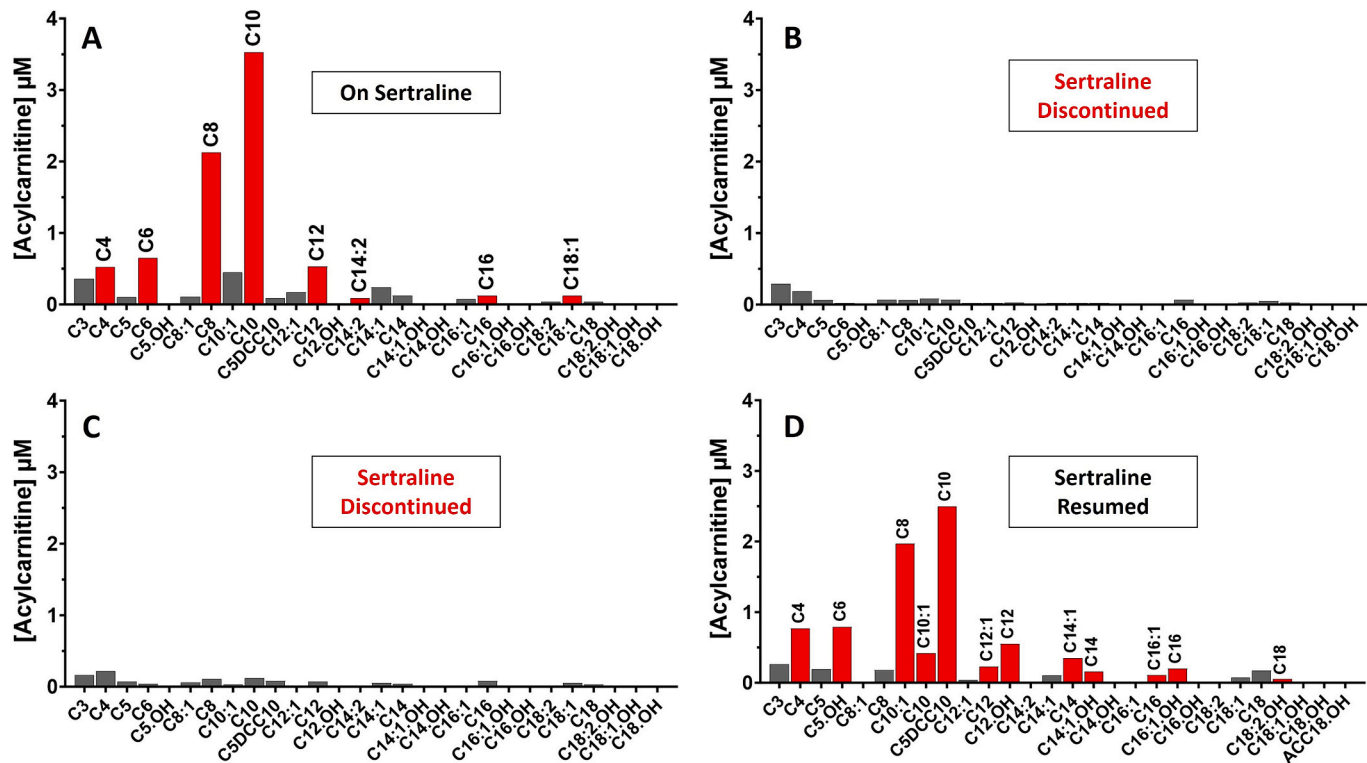 A
On Sertraline
[Acylcarnitine] µM
4
3
2
1
0
C4
C6
C8
C10
C12
C14:2
C16
C18:1
C3 C4 C5 C6 C5.OH C8:1 C8 C10:1 C10 C5DCC10 C12:1 C12 C12.OH C14:2 C14:1 C14 C14:1.OH C14.OH C16:1 C16 C16:1.OH C16.OH C18:2 C18:1 C18 C18:2.OH C18:1.OH C18.OH
B
Sertraline
Discontinued
[Acylcarnitine] µM
4
3
2
1
0
C3 C4 C5 C6 C5.OH C8:1 C8 C10:1 C10 C5DCC10 C12:1 C12 C12.OH C14:2 C14:1 C14 C14:1.OH C14.OH C16:1 C16 C16:1.OH C16.OH C18:2 C18:1 C18 C18:2.OH C18:1.OH C18.OH
C
Sertraline
Discontinued
[Acylcarnitine] µM
4
3
2
1
0
C3 C4 C5 C6 C5.OH C8:1 C8 C10:1 C10 C5DCC10 C12:1 C12 C12.OH C14:2 C14:1 C14 C14:1.OH C14.OH C16:1 C16 C16:1.OH C16.OH C18:2 C18:1 C18 C18:2.OH C18:1.OH C18.OH
D
Sertraline
Resumed
[Acylcarnitine] µM
4
3
2
1
0
C4
C6
C8
C10:1
C10
C12:1
C12
C14:1
C14
C16:1
C16
C18
C3 C4 C5 C5.OH C8:1 C8 C10:1 C10 C5DCC10 C12:1 C12 C12.OH C14:2 C14:1 C14 C14:1.OH C14.OH C16:1 C16 C16:1.OH C16.OH C18:2 C18:1 C18 C18:2.OH C18:1.OH C18.OH ACC18.OH